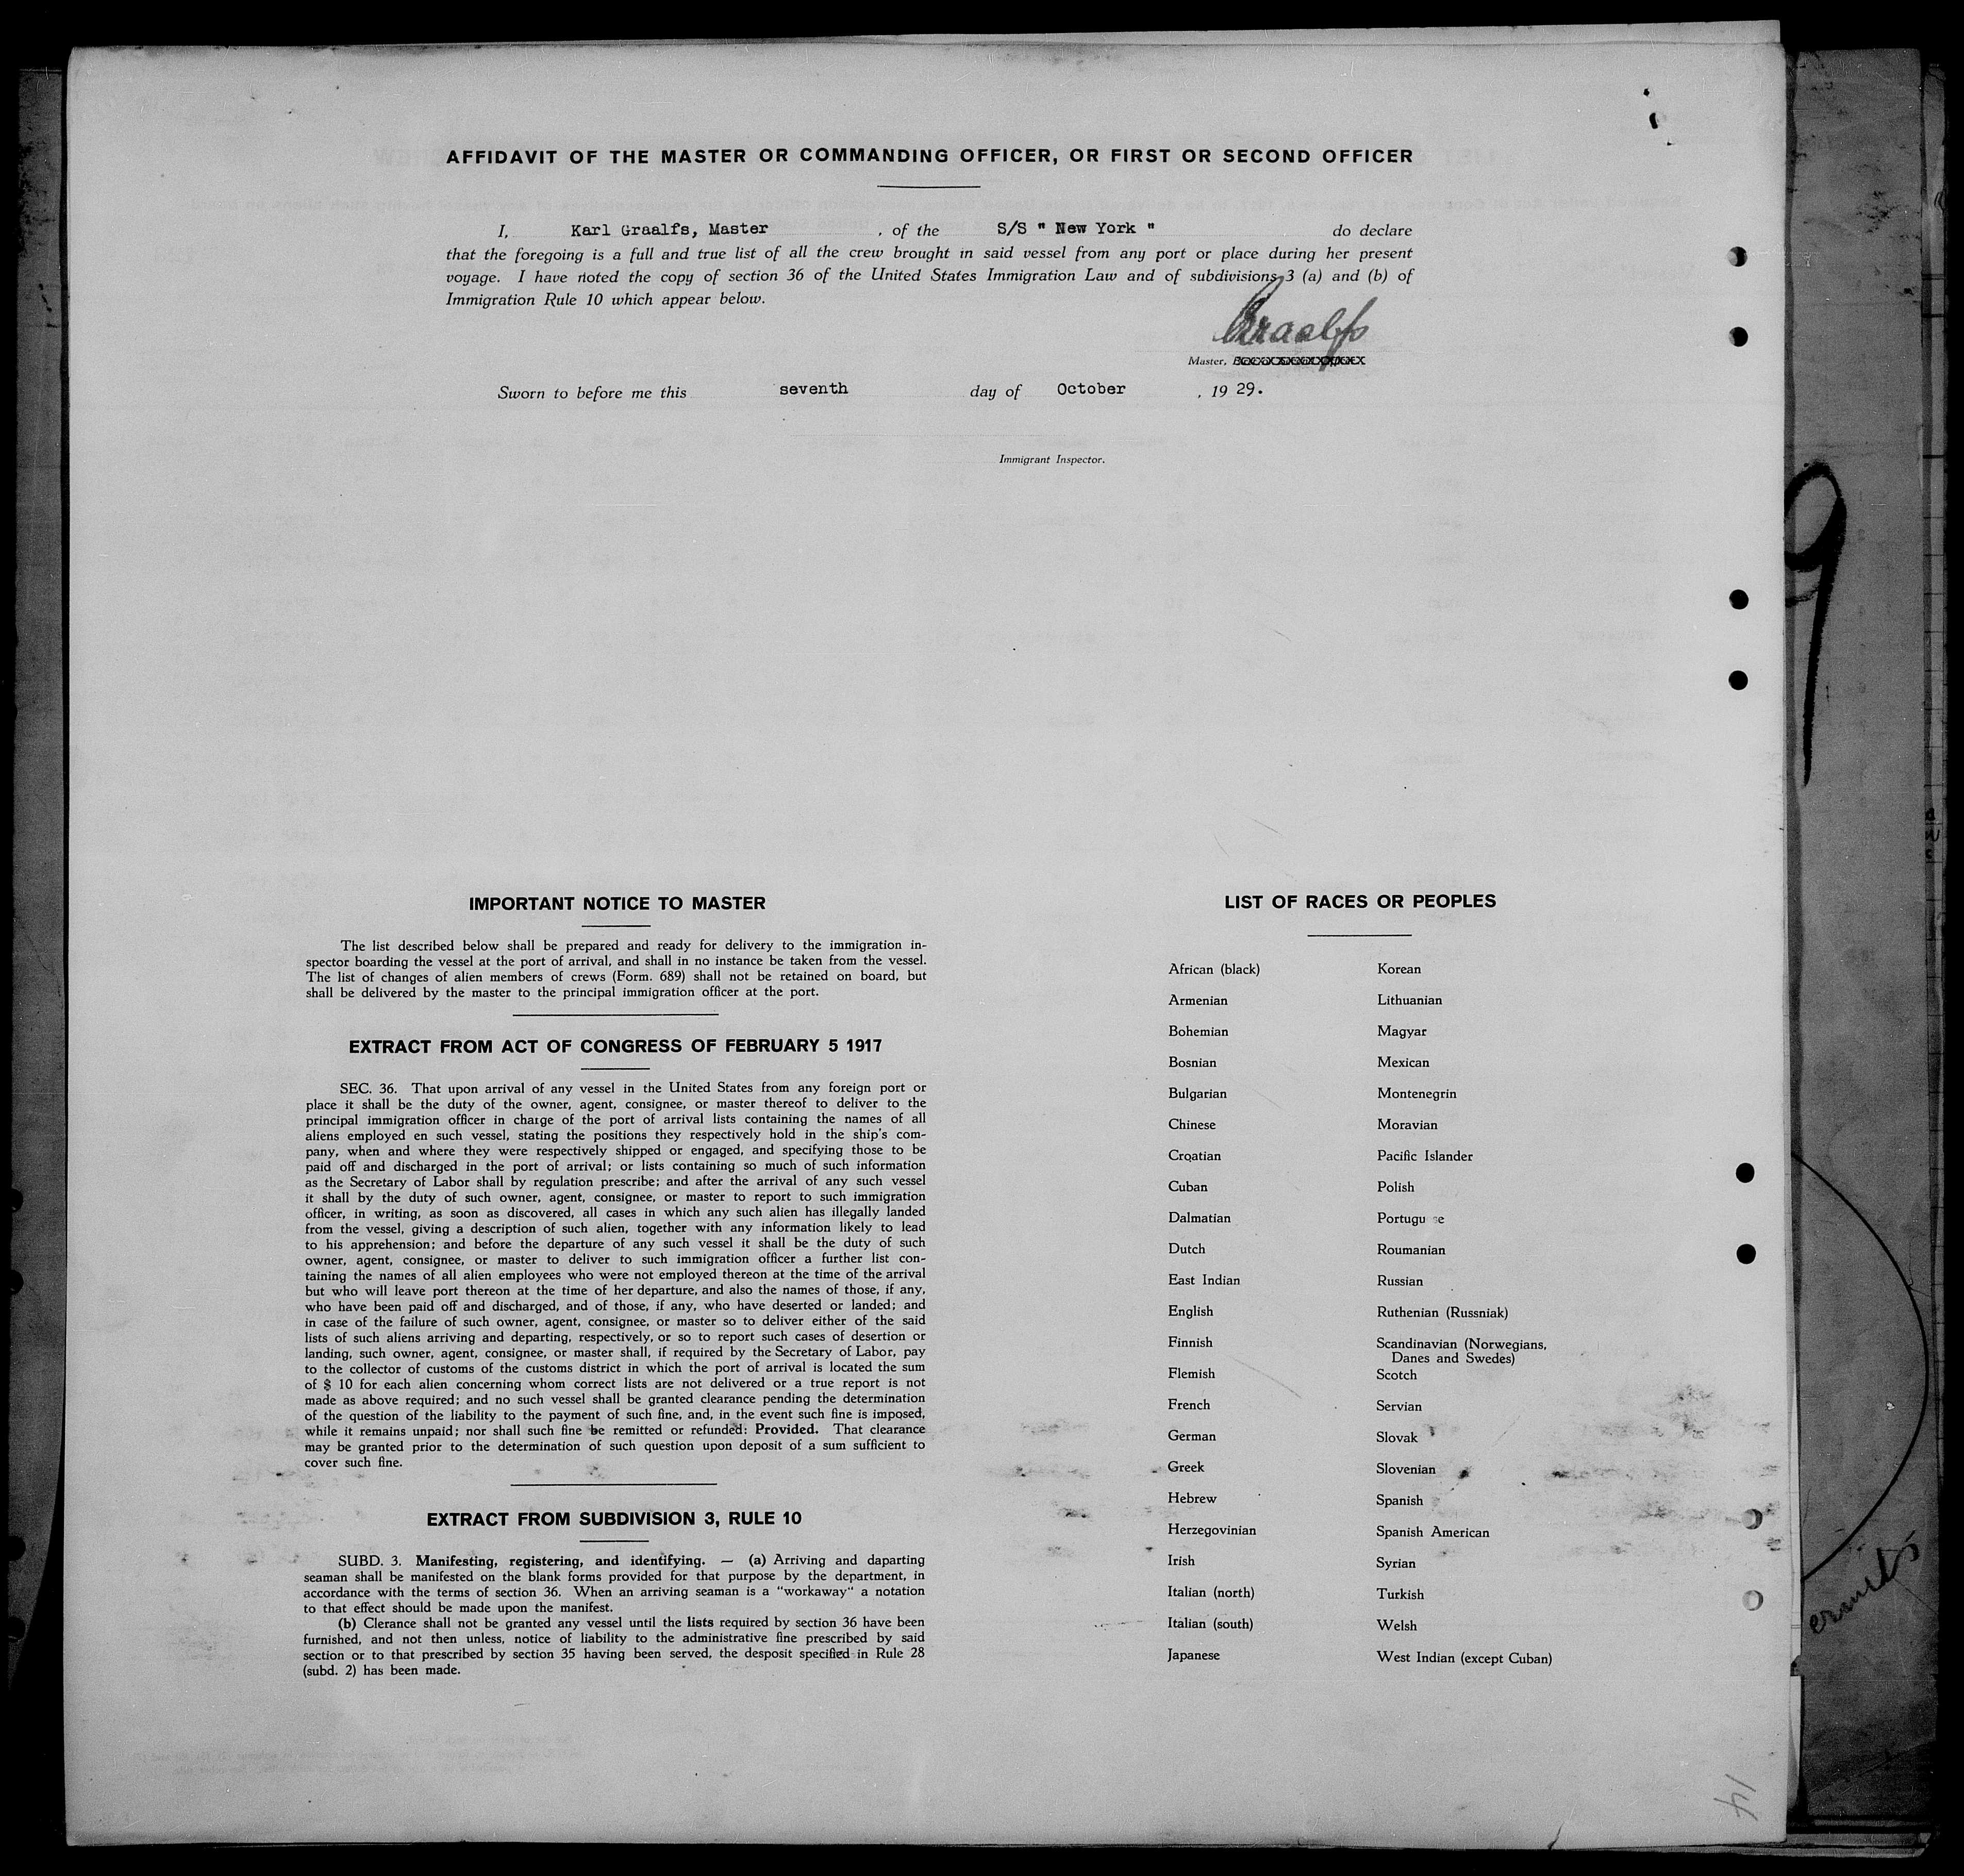 AFFIDAVIT OF THE MASTER OR COMMANDING OFFICER, OR FIRST OR SECOND OFFICER
I, Karl Graalfs, Master , of the S/S " New York " do declare
that the foregoing is a full and true list of all the crew brought in said vessel from any port or place during her present
voyage. I have noted the copy of section 36 of the United States Immigration Law and of subdivisions 3 (a) and (b) of
Immigration Rule 10 which appear below.
Graalfs
Master,
Sworn to before me this seventh day of October , 19 29.
Immigrant Inspector.
IMPORTANT NOTICE TO MASTER
The list described below shall be prepared and ready for delivery to the immigration in-
spector boarding the vessel at the port of arrival, and shall in no instance be taken from the vessel.
The list of changes of alien members of crews (Form. 689) shall not be retained on board, but
shall be delivered by the master to the principal immigration officer at the port.
EXTRACT FROM ACT OF CONGRESS OF FEBRUARY 5 1917
SEC. 36. That upon arrival of any vessel in the United States from any foreign port or
place it shall be the duty of the owner, agent, consignee, or master thereof to deliver to the
principal immigration officer in charge of the port of arrival lists containing the names of all
aliens employed en such vessel, stating the positions they respectively hold in the ship's com-
pany, when and where they were respectively shipped or engaged, and specifying those to be
paid off and discharged in the port of arrival; or lists containing so much of such information
as the Secretary of Labor shall by regulation prescribe; and after the arrival of any such vessel
it shall by the duty of such owner, agent, consignee, or master to report to such immigration
officer, in writing, as soon as discovered, all cases in which any such alien has illegally landed
from the vessel, giving a description of such alien, together with any information likely to lead
to his apprehension; and before the departure of any such vessel it shall be the duty of such
owner, agent, consignee, or master to deliver to such immigration officer a further list con-
taining the names of all alien employees who were not employed thereon at the time of the arrival
but who will leave port thereon at the time of her departure, and also the names of those, if any,
who have been paid off and discharged, and of those, if any, who have deserted or landed; and
in case of the failure of such owner, agent, consignee, or master so to deliver either of the said
lists of such aliens arriving and departing, respectively, or so to report such cases of desertion or
landing, such owner, agent, consignee, or master shall, if required by the Secretary of Labor, pay
to the collector of customs of the customs district in which the port of arrival is located the sum
of $ 10 for each alien concerning whom correct lists are not delivered or a true report is not
made as above required; and no such vessel shall be granted clearance pending the determination
of the question of the liability to the payment of such fine, and, in the event such fine is imposed,
while it remains unpaid; nor shall such fine be remitted or refunded: Provided. That clearance
may be granted prior to the determination of such question upon deposit of a sum sufficient to
cover such fine.
EXTRACT FROM SUBDIVISION 3, RULE 10
SUBD. 3. Manifesting, registering, and identifying. — (a) Arriving and daparting
seaman shall be manifested on the blank forms provided for that purpose by the department, in
accordance with the terms of section 36. When an arriving seaman is a "workaway" a notation
to that effect should be made upon the manifest.
(b) Clerance shall not be granted any vessel until the lists required by section 36 have been
furnished, and not then unless, notice of liability to the administrative fine prescribed by said
section or to that prescribed by section 35 having been served, the desposit specified in Rule 28
(subd. 2) has been made.
LIST OF RACES OR PEOPLES
African (black)
Armenian
Bohemian
Bosnian
Bulgarian
Chinese
Croatian
Cuban
Dalmatian
Dutch
East Indian
English
Finnish
Flemish
French
German
Greek
Hebrew
Herzegovinian
Irish
Italian (north)
Italian (south)
Japanese
Korean
Lithuanian
Magyar
Mexican
Montenegrin
Moravian
Pacific Islander
Polish
Portugu se
Roumanian
Russian
Ruthenian (Russniak)
Scandinavian (Norwegians,
Danes and Swedes)
Scotch
Servian
Slovak
Slovenian
Spanish
Spanish American
Syrian
Turkish
Welsh
West Indian (except Cuban)
14
9